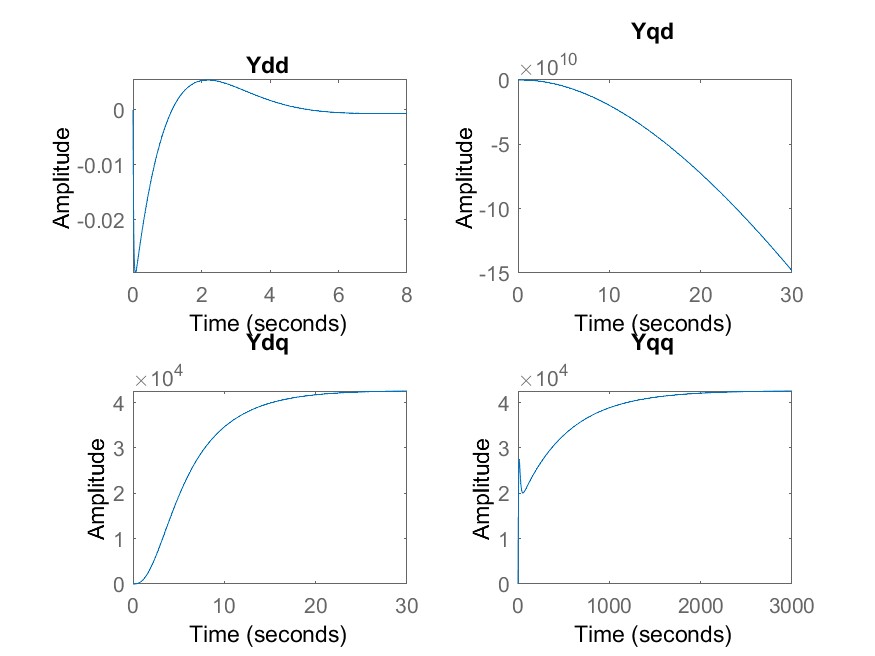 Ydd
Amplitude
0
-0.01
-0.02
0 2 4 6 8
Time (seconds)
Yqd
×10^10
Amplitude
0
-5
-10
-15
0 10 20 30
Time (seconds)
Ydq
×10^4
Amplitude
4
3
2
1
0
0 10 20 30
Time (seconds)
Yqq
×10^4
Amplitude
4
3
2
1
0
0 1000 2000 3000
Time (seconds)